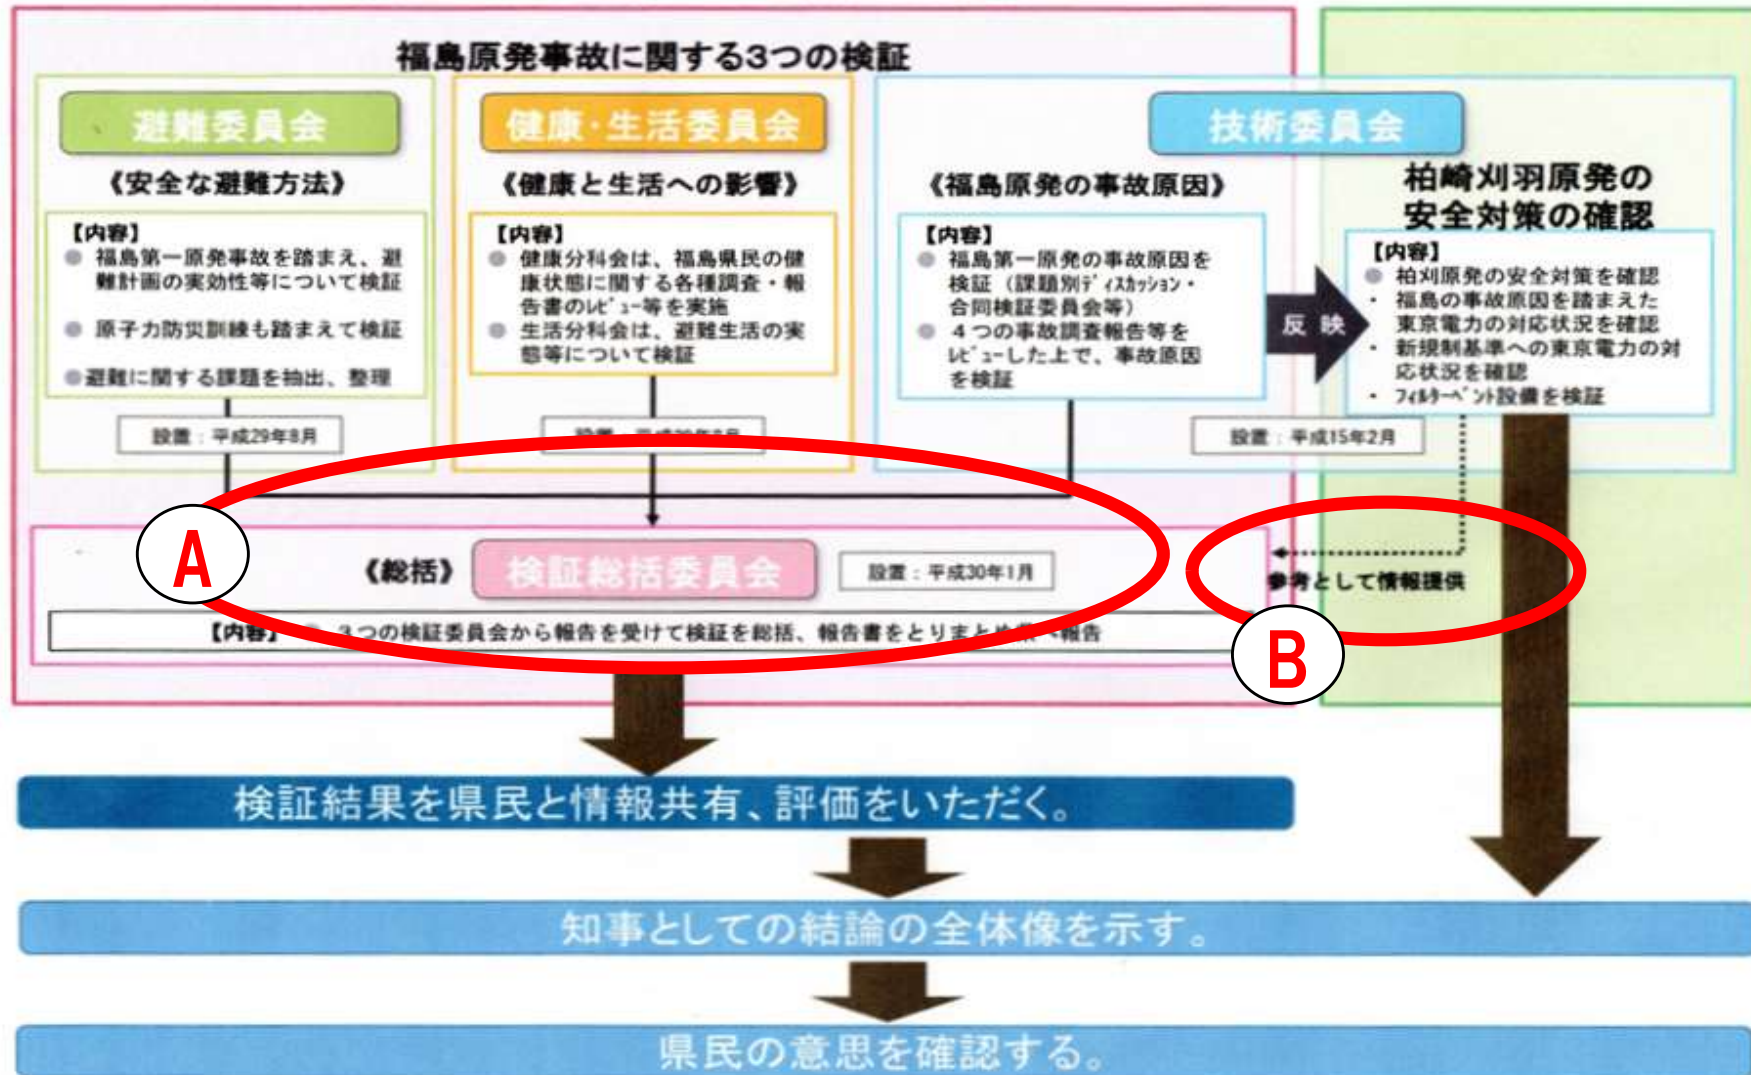 福島原発事故に関する3つの検証
避難委員会
《安全な避難方法》
【内容】
● 福島第一原発事故を踏まえ、避
難計画の実効性等について検証
● 原子力防災訓練も踏まえて検証
●避難に関する課題を抽出、整理
設置：平成29年8月
健康・生活委員会
《健康と生活への影響》
【内容】
● 健康分科会は、福島県民の健
康状態に関する各種調査・報
告書のﾚﾋﾞｭｰ等を実施
● 生活分科会は、避難生活の実
態等について検証
技術委員会
《福島原発の事故原因》
【内容】
● 福島第一原発の事故原因を
検証（課題別ﾃﾞｨｽｶｯｼｮﾝ・
合同検証委員会等）
● 4つの事故調査報告等を
ﾚﾋﾞｭｰした上で、事故原因
を検証
反映
柏崎刈羽原発の
安全対策の確認
【内容】
● 柏刈原発の安全対策を確認
・ 福島の事故原因を踏まえた
東京電力の対応状況を確認
・ 新規制基準への東京電力の対
応状況を確認
・ ﾌｨﾙﾀｰﾍﾞﾝﾄ設備を検証
設置：平成15年2月
A
《総括》
検証総括委員会
設置：平成30年1月
参考として情報提供
【内容】 ● 3つの検証委員会から報告を受けて検証を総括、報告書をとりまとめ 報告
B
検証結果を県民と情報共有、評価をいただく。
知事としての結論の全体像を示す。
県民の意思を確認する。